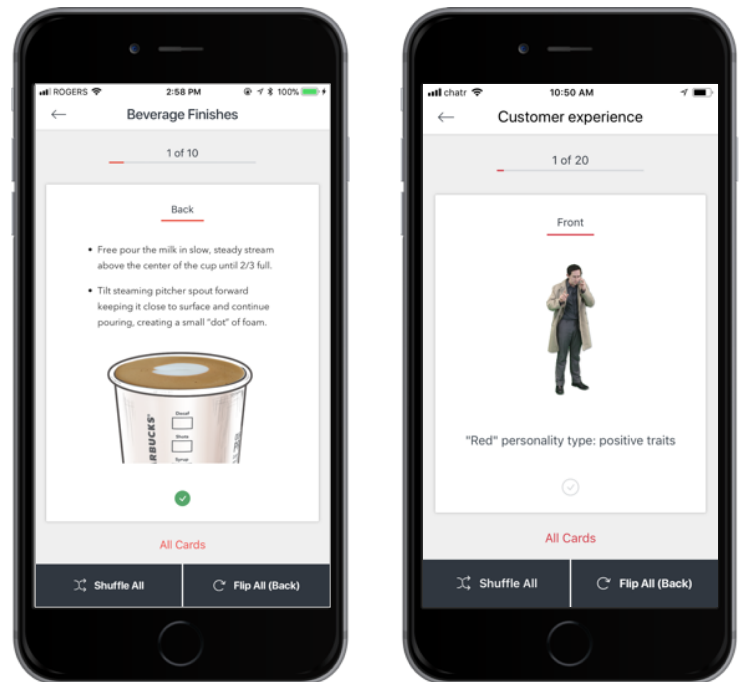 ROGERS 2:58 PM 100%
Beverage Finishes
1 of 10
Back
• Free pour the milk in slow, steady stream
above the center of the cup until 2/3 full.
• Tilt steaming pitcher spout forward
keeping it close to surface and continue
pouring, creating a small "dot" of foam.
Decaf
Shots
Syrup
ARBUCKS
All Cards
Shuffle All Flip All (Back)
chatr 10:50 AM
Customer experience
1 of 20
Front
"Red" personality type: positive traits
All Cards
Shuffle All Flip All (Back)